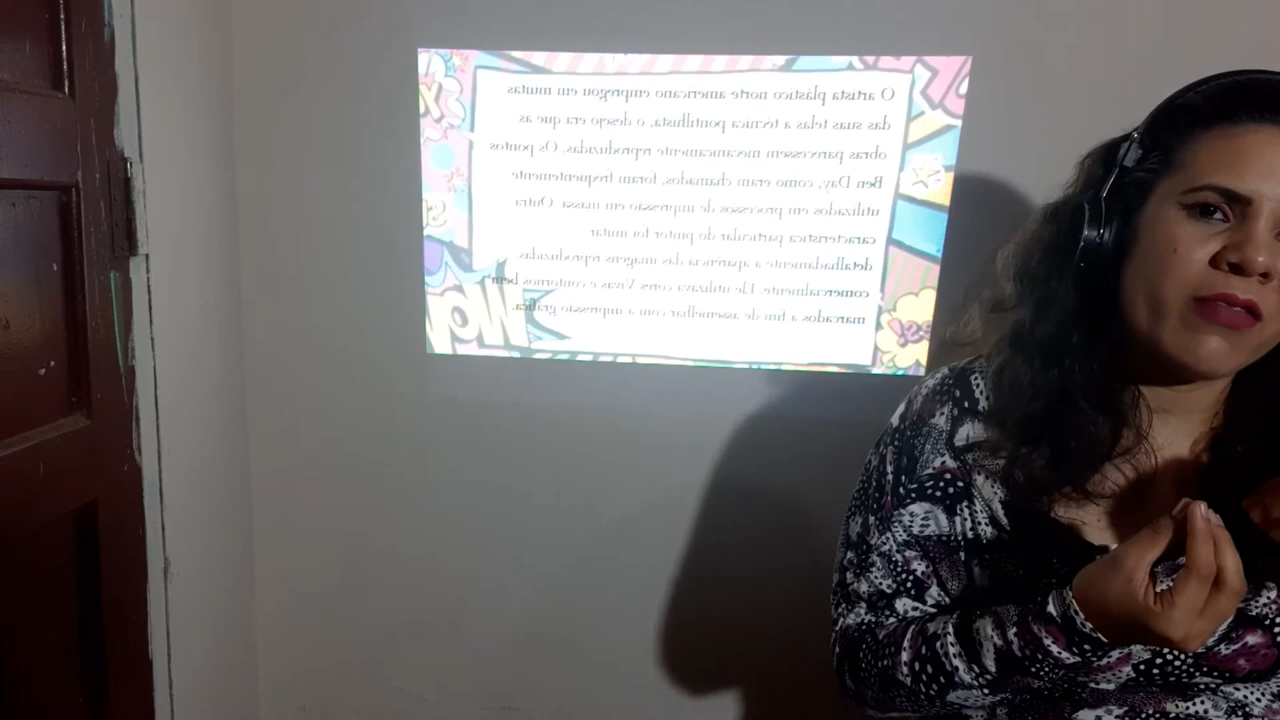 O artista plástico norte-americano empregou em muitas
das suas telas a técnica pontilhista, o desejo era que as
obras parecessem mecanicamente reproduzidas. Os pontos
Ben Day, como eram chamados, foram frequentemente
utilizados em processos de impressão em massa. Outra
característica particular do pintor foi imitar
detalhadamente a aparência das imagens reproduzidas
comercialmente. Ele utilizava cores Vivas e contornos bem
marcados a fim de assemelhar com a impressão gráfica.
WOW